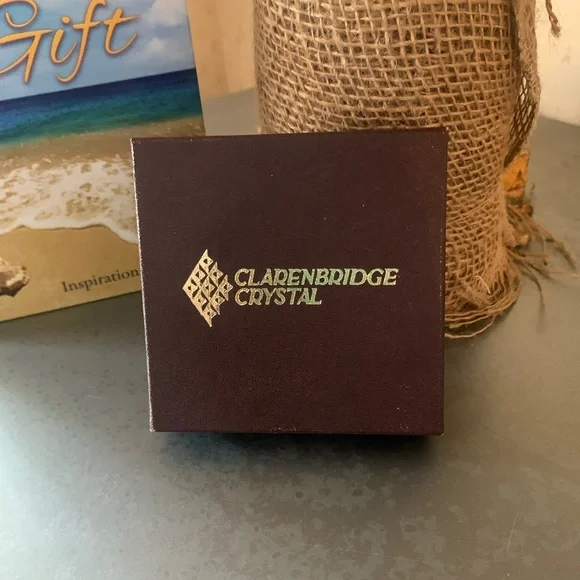 Gift
Inspiration
CLARENBRIDGE
CRYSTAL